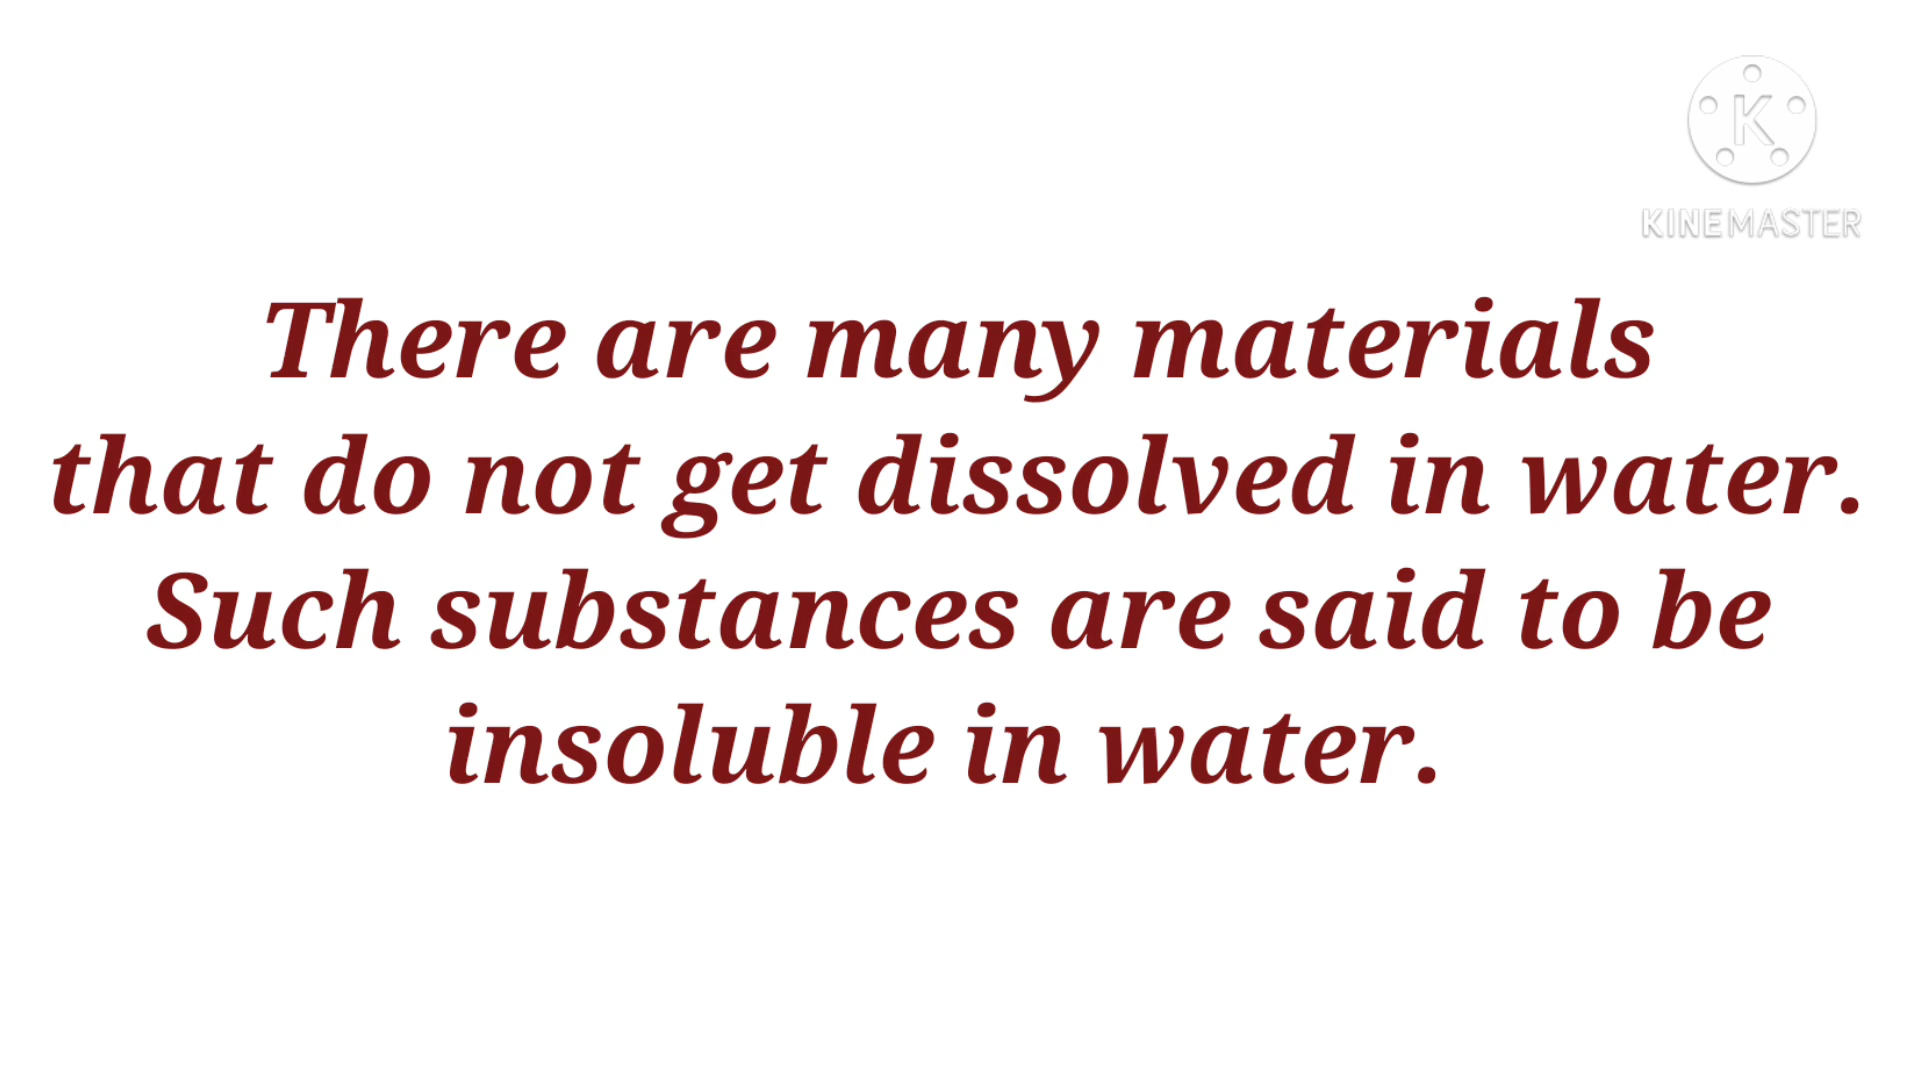 K
KINEMASTER
There are many materials
that do not get dissolved in water.
Such substances are said to be
insoluble in water.